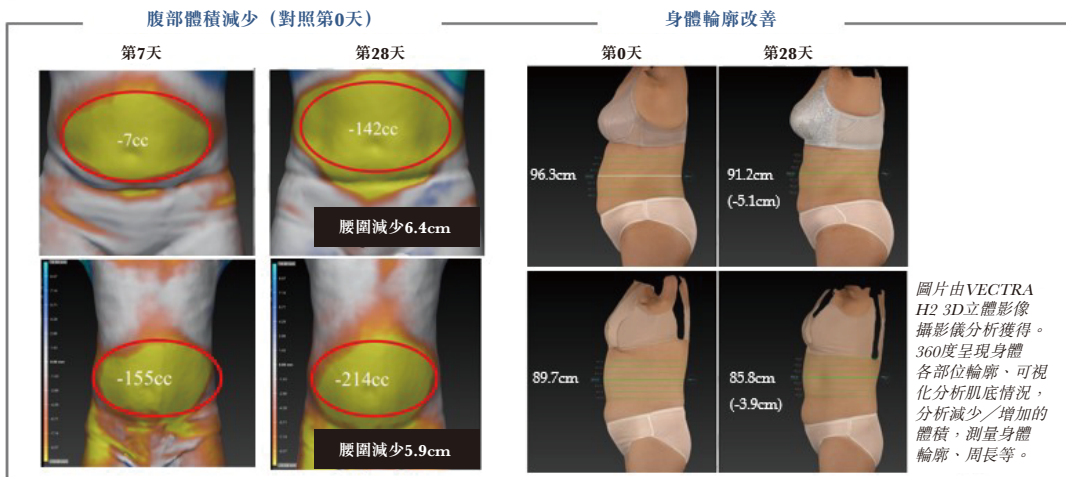 腹部體積減少（對照第0天）
第7天
第28天
-7cc
-142cc
腰圍減少6.4cm
-155cc
-214cc
腰圍減少5.9cm
身體輪廓改善
第0天
第28天
96.3cm
91.2cm
(-5.1cm)
89.7cm
85.8cm
(-3.9cm)
圖片由VECTRA
H2 3D立體影像
攝影儀分析獲得。
360度呈現身體
各部位輪廓、可視
化分析肌底情況，
分析減少／增加的
體積，測量身體
輪廓、周長等。